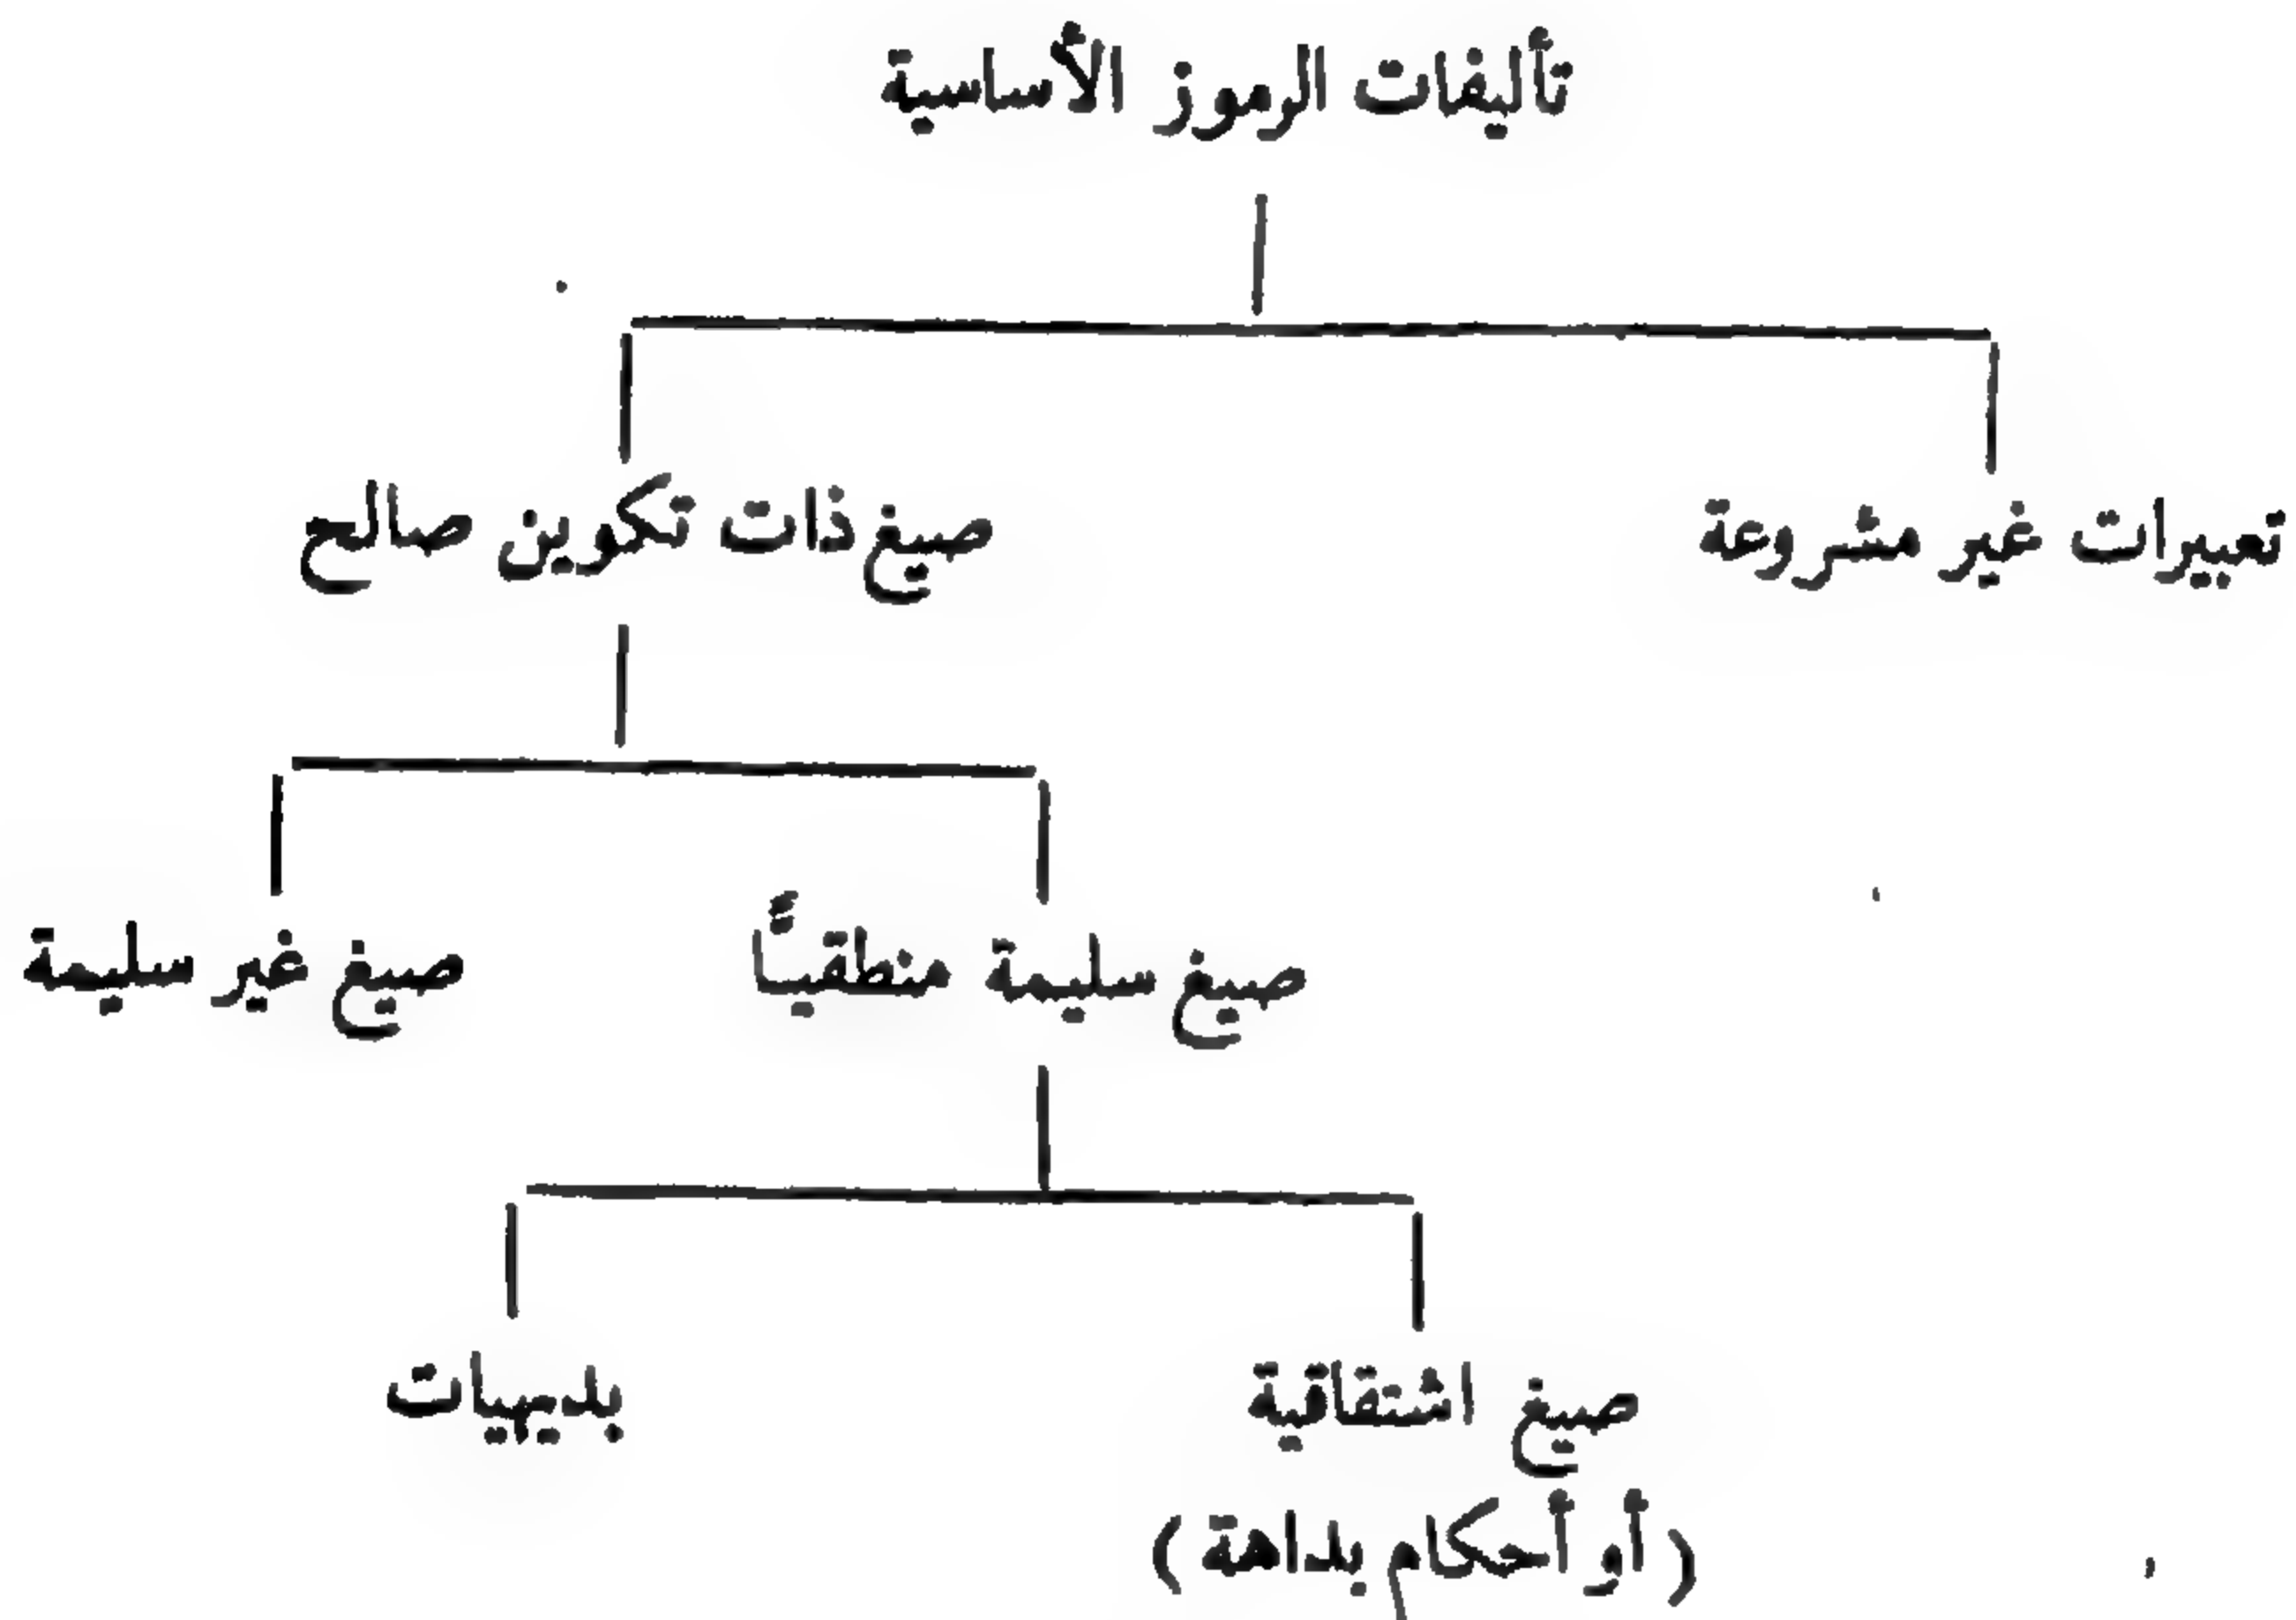 تأليفات الرموز الأساسية
تعبيرات غير مشروعة
صيغ ذات تكوين صالح
صيغ سليمة منطقياً
صيغ غير سليمة
صيغ اشتقاقية
(أو أحكام بداهة)
بديهيات